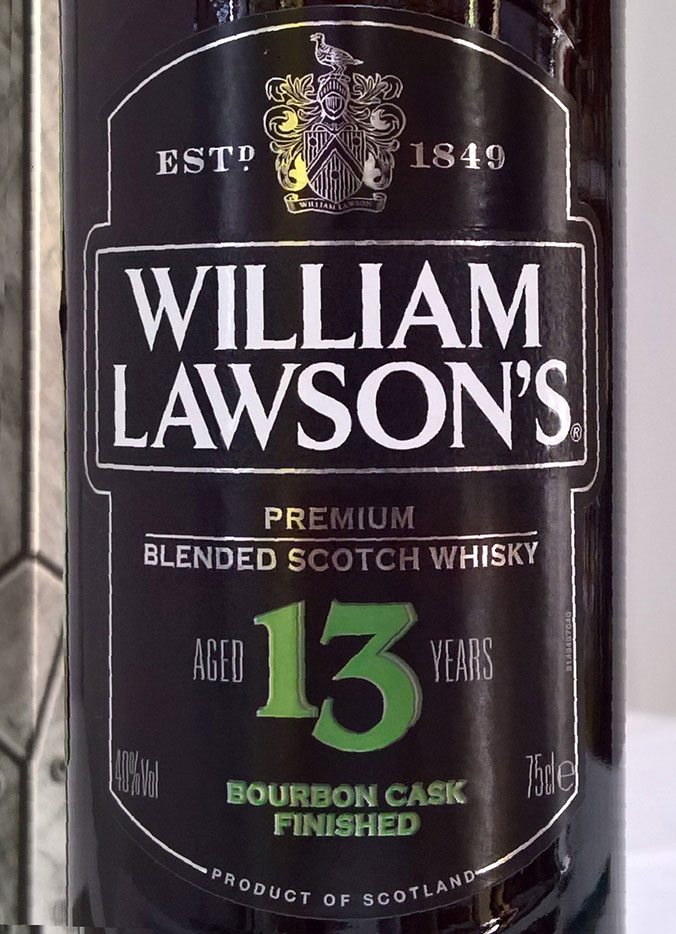 ESTD. 1849
WILLIAM LAWSON
WILLIAM
LAWSON'S®
PREMIUM
BLENDED SCOTCH WHISKY
AGED 13 YEARS
40%Vol
75cl e
BOURBON CASK
FINISHED
PRODUCT OF SCOTLAND